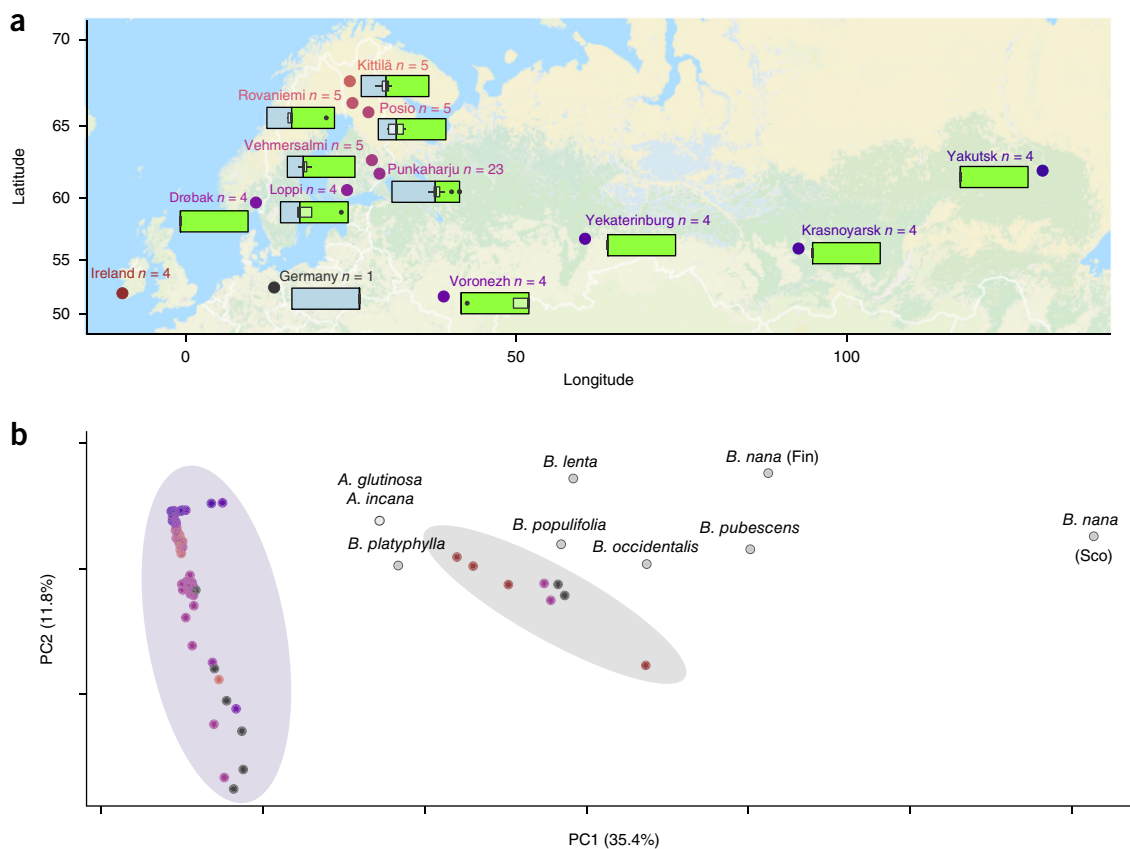 a
70
65
60
55
50
Latitude
Kittilä n = 5
Rovaniemi n = 5
Posio n = 5
Vehmersalmi n = 5
Punkaharju n = 23
Yakutsk n = 4
Drøbak n = 4
Loppi n = 4
Yekaterinburg n = 4
Krasnoyarsk n = 4
Ireland n = 4
Germany n = 1
Voronezh n = 4
0
50
100
Longitude
b
B. lenta
B. nana (Fin)
A. glutinosa
A. incana
B. populifolia
B. pubescens
B. nana
(Sco)
B. platyphylla
B. occidentalis
PC2 (11.8%)
PC1 (35.4%)